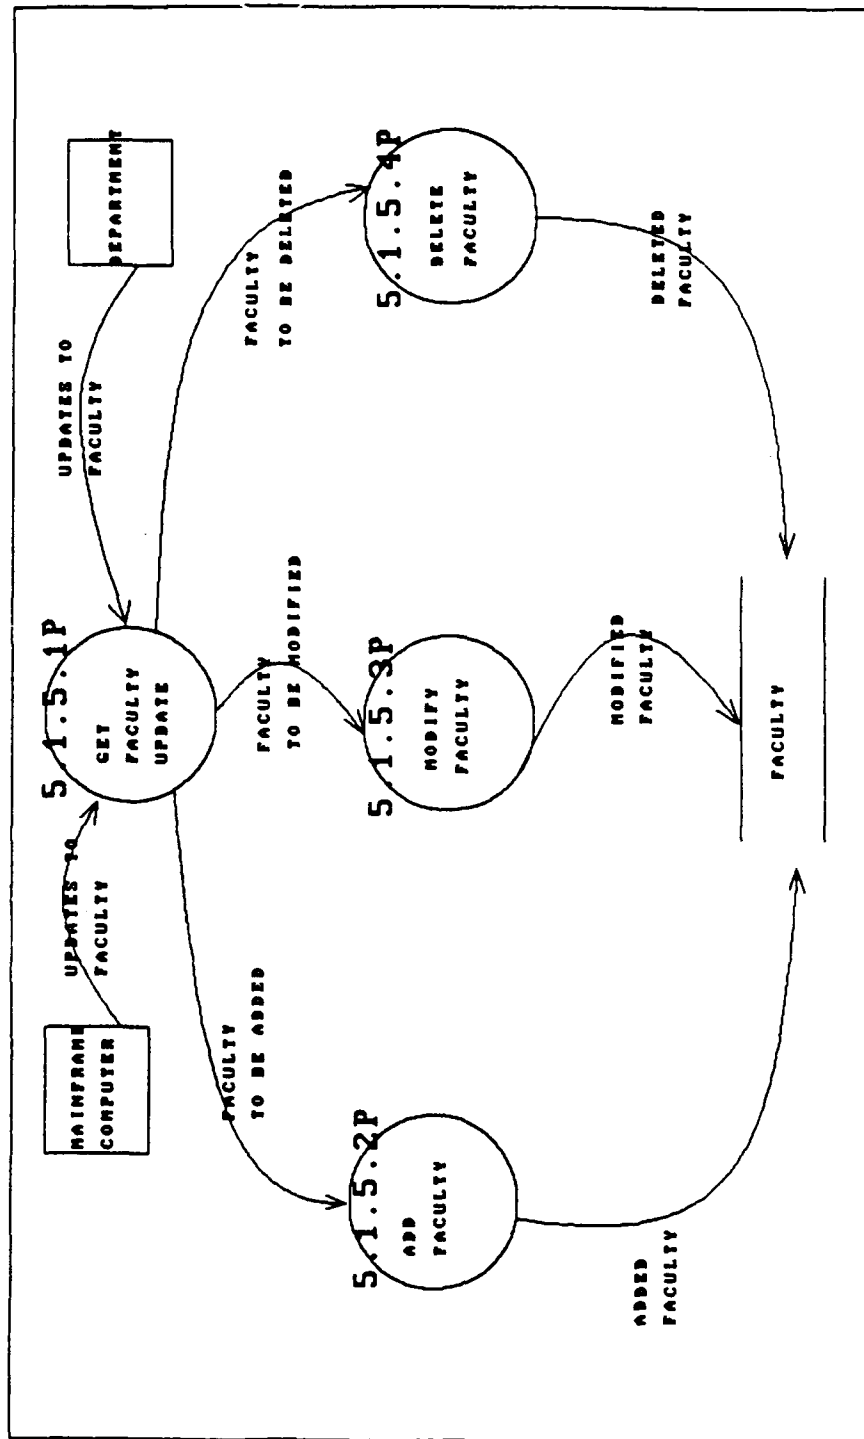 MAINFRAME
COMPUTER
UPDATES TO
FACULTY
5.1.5.1P
GET
FACULTY
UPDATE
UPDATES TO
FACULTY
DEPARTMENT
FACULTY
TO BE ADDED
FACULTY
TO BE MODIFIED
FACULTY
TO BE DELETED
5.1.5.2P
ADD
FACULTY
5.1.5.3P
MODIFY
FACULTY
5.1.5.4P
DELETE
FACULTY
ADDED
FACULTY
MODIFIED
FACULTY
DELETED
FACULTY
FACULTY